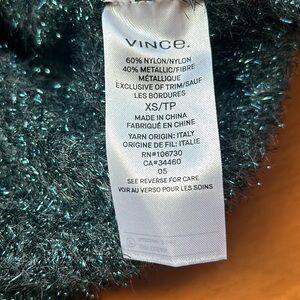 VINCE.
60% NYLON/NYLON
40% METALLIC/FIBRE
MÉTALLIQUE
EXCLUSIVE OF TRIM/SAUF
LES BORDURES
XS/TP
MADE IN CHINA
FABRIQUÉ EN CHINE
YARN ORIGIN: ITALY
ORIGINE DE FIL: ITALIE
RN#106730
CA#34460
05
SEE REVERSE FOR CARE
VOIR AU VERSO POUR LES SOINS